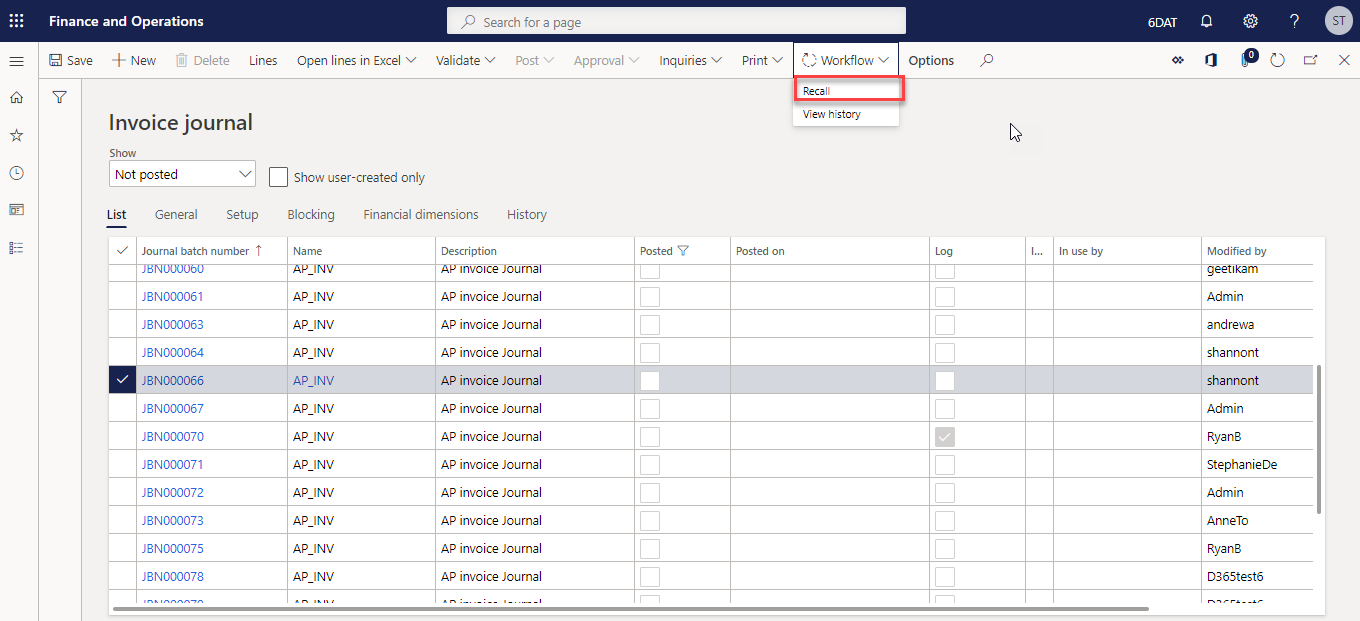 Finance and Operations
Search for a page
6DAT
?
ST
Save New Delete Lines Open lines in Excel Validate Post Approval Inquiries Print Workflow Options
0
Recall
View history
Invoice journal
Show
Not posted
Show user-created only
List General Setup Blocking Financial dimensions History
Journal batch number Name Description Posted Posted on Log I... In use by Modified by
JBN000060 AP_INV AP invoice Journal geetikam
JBN000061 AP_INV AP invoice Journal Admin
JBN000063 AP_INV AP invoice Journal andrewa
JBN000064 AP_INV AP invoice Journal shannont
JBN000066 AP_INV AP invoice Journal shannont
JBN000067 AP_INV AP invoice Journal Admin
JBN000070 AP_INV AP invoice Journal RyanB
JBN000071 AP_INV AP invoice Journal StephanieDe
JBN000072 AP_INV AP invoice Journal Admin
JBN000073 AP_INV AP invoice Journal AnneTo
JBN000075 AP_INV AP invoice Journal RyanB
JBN000078 AP_INV AP invoice Journal D365test6
AP_INV AP invoice Journal D365test6